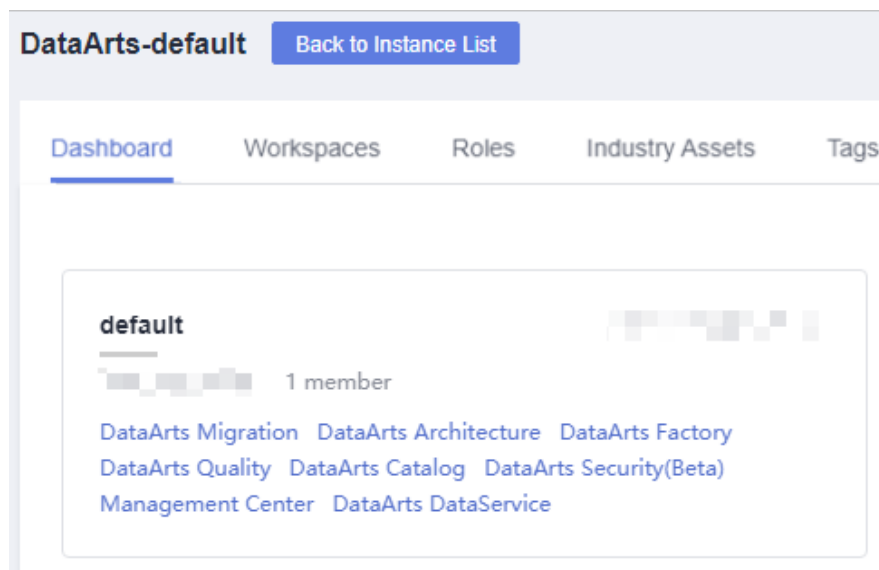 DataArts-default Back to Instance List
Dashboard Workspaces Roles Industry Assets Tags
default
1 member
DataArts Migration DataArts Architecture DataArts Factory
DataArts Quality DataArts Catalog DataArts Security(Beta)
Management Center DataArts DataService